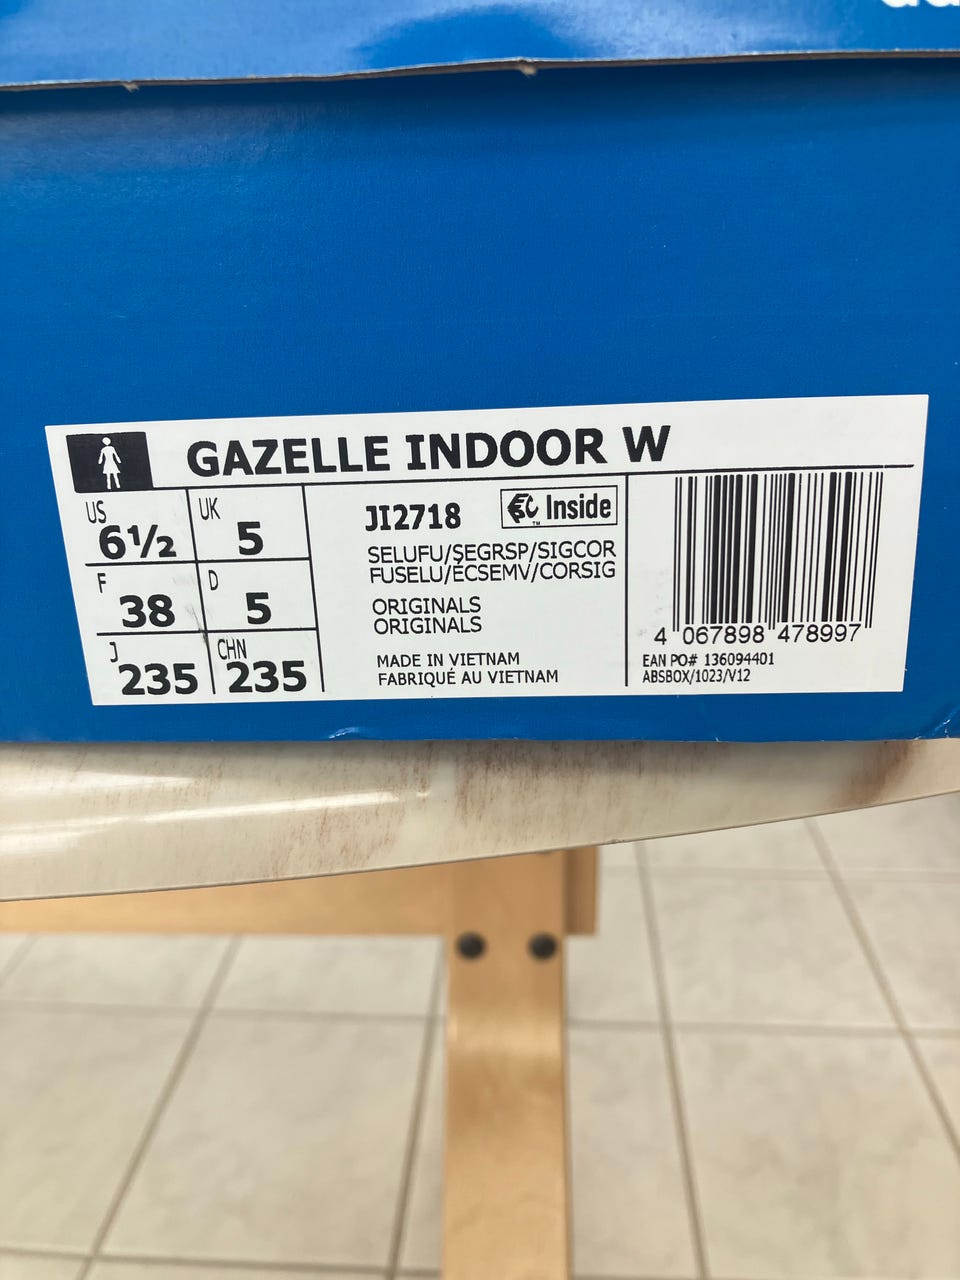 GAZELLE INDOOR W
US 6½ UK 5
F 38 D 5
J 235 CHN 235
JI2718 Inside
SELUFU/SEGRSP/SIGCOR
FUSELU/ÉCSEMV/CORSIG
ORIGINALS
ORIGINALS
MADE IN VIETNAM
FABRIQUÉ AU VIETNAM
4 067898 478997
EAN PO# 136094401
ABSBOX/1023/V12